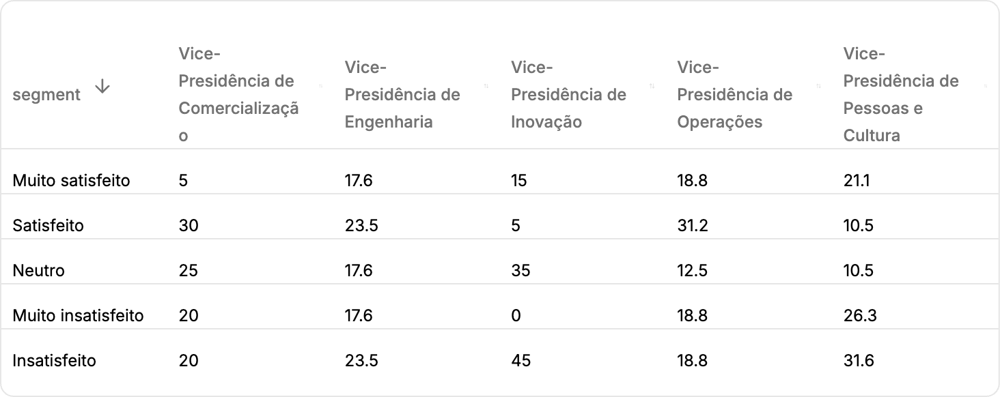 segment
Vice-
Presidência de
Comercializaçã
o
Vice-
Presidência de
Engenharia
Vice-
Presidência de
Inovação
Vice-
Presidência de
Operações
Vice-
Presidência de
Pessoas e
Cultura
Muito satisfeito 5 17.6 15 18.8 21.1
Satisfeito 30 23.5 5 31.2 10.5
Neutro 25 17.6 35 12.5 10.5
Muito insatisfeito 20 17.6 0 18.8 26.3
Insatisfeito 20 23.5 45 18.8 31.6